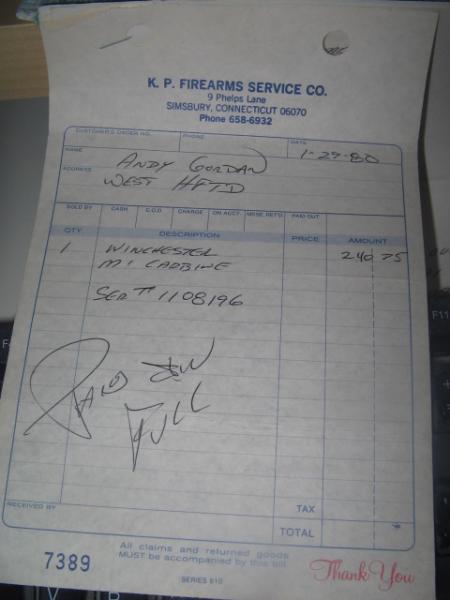 K. P. FIREARMS SERVICE CO.
9 Phelps Lane
SIMSBURY, CONNECTICUT 06070
Phone 658-6932
CUSTOMER'S ORDER NO. PHONE DATE
1-29-80
NAME ANDY GORDAN
ADDRESS WEST HFTD
SOLD BY CASH C.O.D. CHARGE ON ACCT. MDSE. RET'D. PAID OUT
QTY DESCRIPTION PRICE AMOUNT
1 WINCHESTER 240 75
M1 CARBINE
SER # 1108196
PAID IN
FULL
RECEIVED BY TAX
TOTAL
7389 All claims and returned goods
MUST be accompanied by this bill.
Thank You
SERIES 610
F11